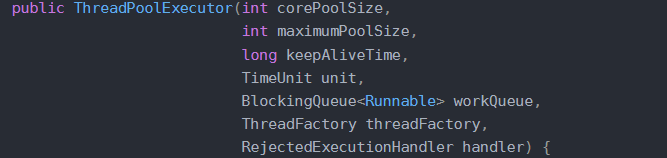 public ThreadPoolExecutor(int corePoolSize,
int maximumPoolSize,
long keepAliveTime,
TimeUnit unit,
BlockingQueue<Runnable> workQueue,
ThreadFactory threadFactory,
RejectedExecutionHandler handler) {